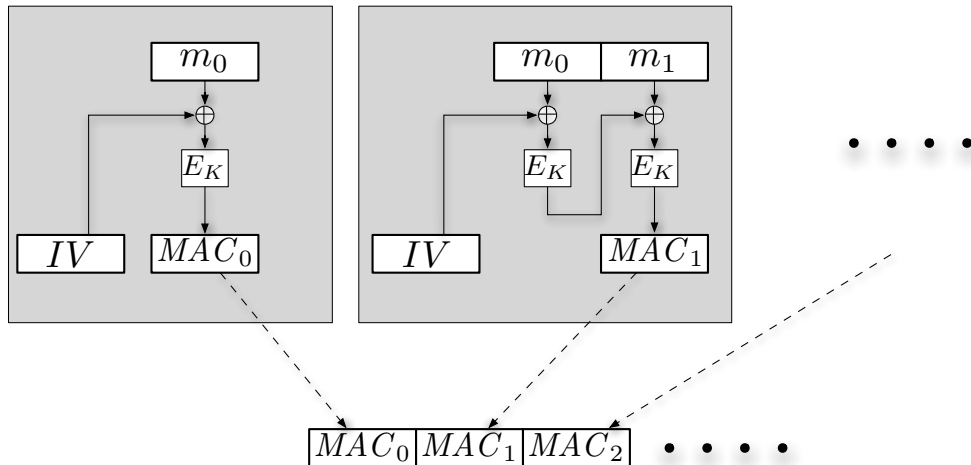 m₀ m₀ m₁
E_K E_K E_K
IV MAC₀ IV MAC₁
MAC₀ MAC₁ MAC₂